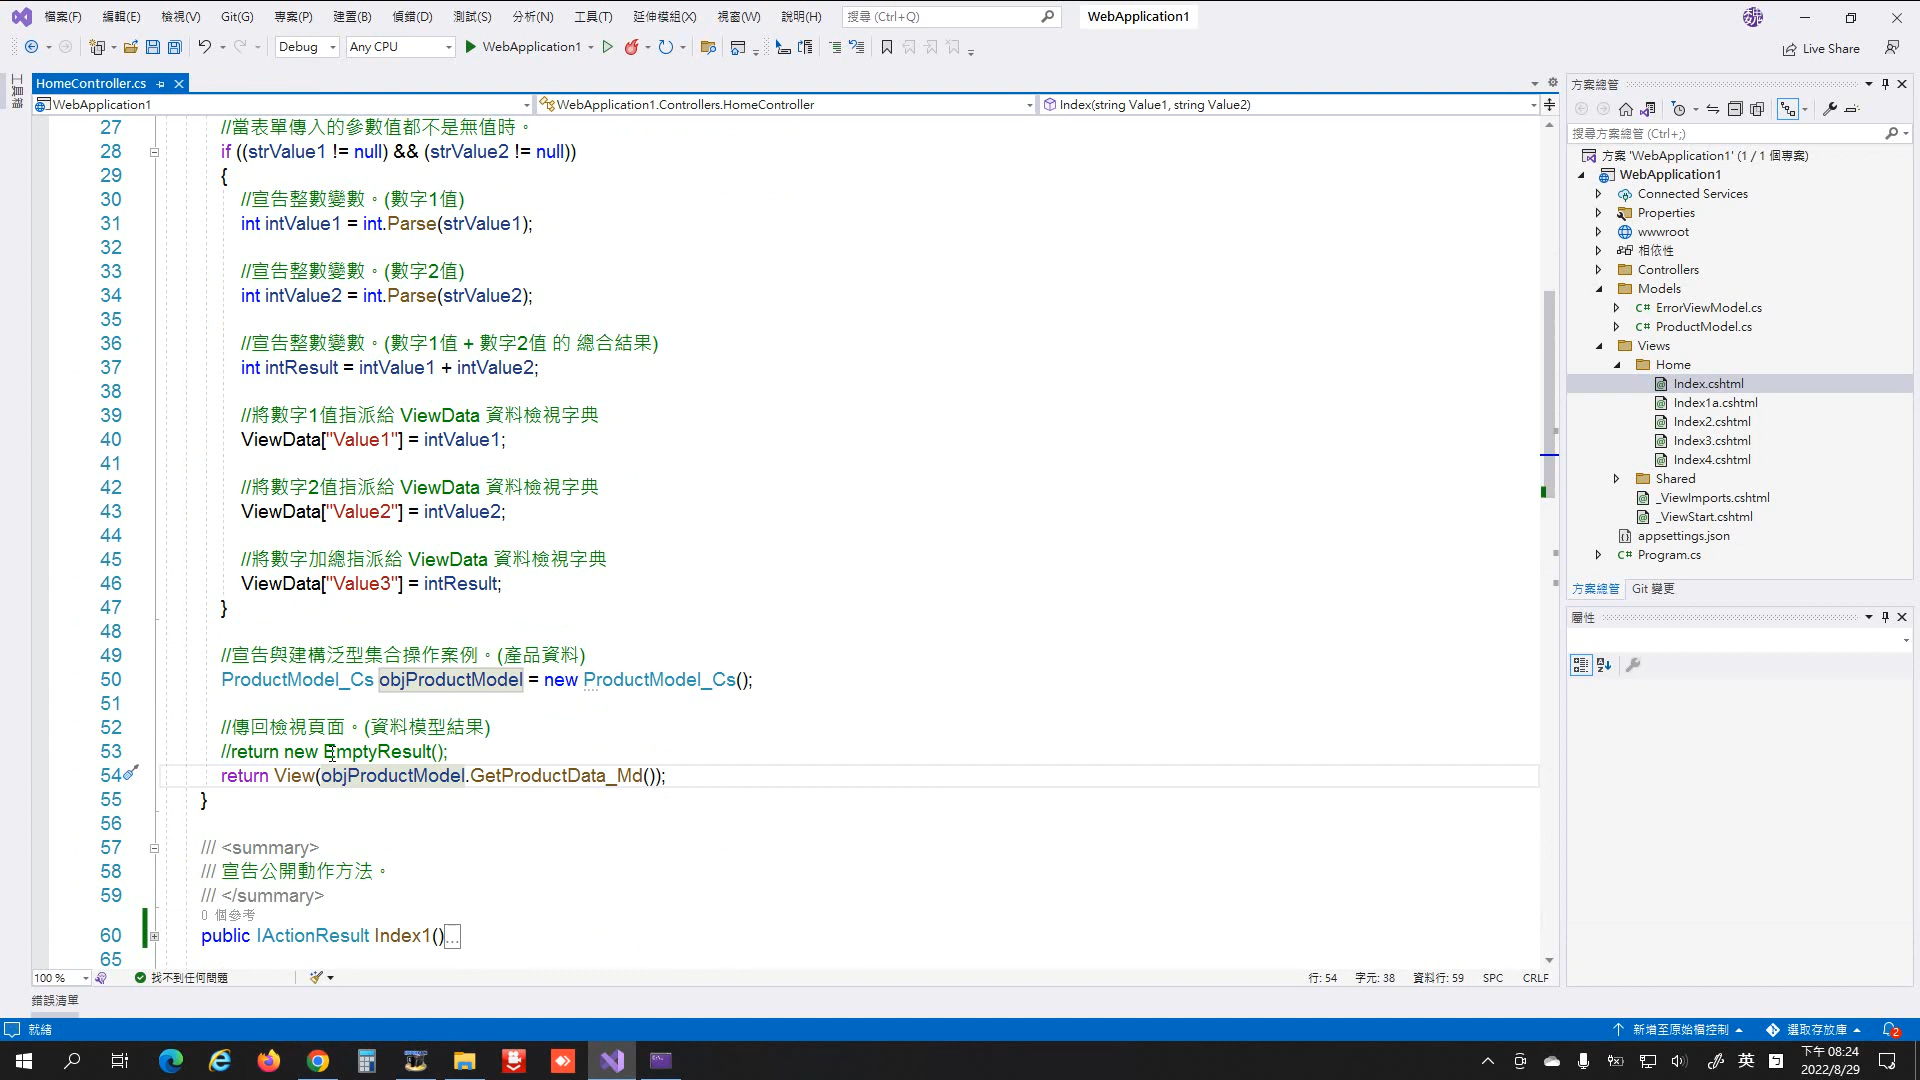 檔案(F) 編輯(E) 檢視(V) Git(G) 專案(P) 建置(B) 偵錯(D) 測試(S) 分析(N) 工具(T) 延伸模組(X) 視窗(W) 說明(H) 搜尋 (Ctrl+Q) WebApplication1 魏
Debug Any CPU WebApplication1 Live Share
工具箱
HomeController.cs
WebApplication1 WebApplication1.Controllers.HomeController Index(string Value1, string Value2)
27 //當表單傳入的參數值都不是無值時。
28 if ((strValue1 != null) && (strValue2 != null))
29 {
30 //宣告整數變數。(數字1值)
31 int intValue1 = int.Parse(strValue1);
32
33 //宣告整數變數。(數字2值)
34 int intValue2 = int.Parse(strValue2);
35
36 //宣告整數變數。(數字1值 + 數字2值 的 總合結果)
37 int intResult = intValue1 + intValue2;
38
39 //將數字1值指派給 ViewData 資料檢視字典
40 ViewData["Value1"] = intValue1;
41
42 //將數字2值指派給 ViewData 資料檢視字典
43 ViewData["Value2"] = intValue2;
44
45 //將數字加總指派給 ViewData 資料檢視字典
46 ViewData["Value3"] = intResult;
47 }
48
49 //宣告與建構泛型集合操作案例。(產品資料)
50 ProductModel_Cs objProductModel = new ProductModel_Cs();
51
52 //傳回檢視頁面。(資料模型結果)
53 //return new EmptyResult();
54 return View(objProductModel.GetProductData_Md());
55 }
56
57 /// <summary>
58 /// 宣告公開動作方法。
59 /// </summary>
0 個參考
60 public IActionResult Index1()...
65
100 % 找不到任何問題 行: 54 字元: 38 資料行: 59 SPC CRLF
錯誤清單
方案總管
搜尋方案總管 (Ctrl+;)
方案 'WebApplication1' (1 / 1 個專案)
WebApplication1
Connected Services
Properties
wwwroot
相依性
Controllers
Models
C# ErrorViewModel.cs
C# ProductModel.cs
Views
Home
Index.cshtml
Index1a.cshtml
Index2.cshtml
Index3.cshtml
Index4.cshtml
Shared
_ViewImports.cshtml
_ViewStart.cshtml
appsettings.json
C# Program.cs
方案總管 Git 變更
屬性
就緒 新增至原始檔控制 選取存放庫 2
英 下午 08:24
2022/8/29